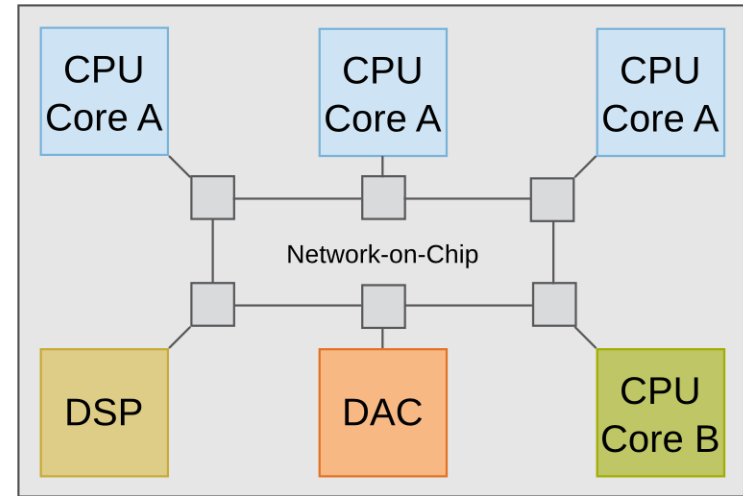 CPU
Core A
CPU
Core A
CPU
Core A
Network-on-Chip
DSP
DAC
CPU
Core B